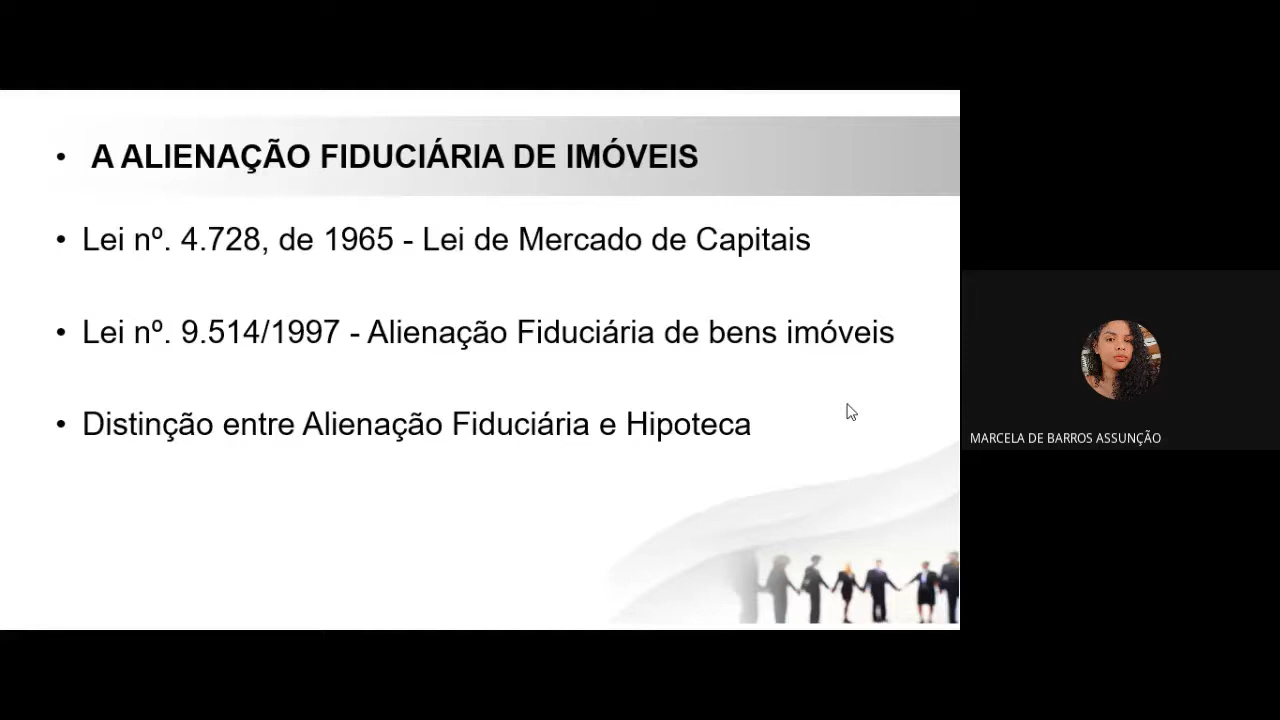 • A ALIENAÇÃO FIDUCIÁRIA DE IMÓVEIS
• Lei nº. 4.728, de 1965 - Lei de Mercado de Capitais
• Lei nº. 9.514/1997 - Alienação Fiduciária de bens imóveis
• Distinção entre Alienação Fiduciária e Hipoteca
MARCELA DE BARROS ASSUNÇÃO